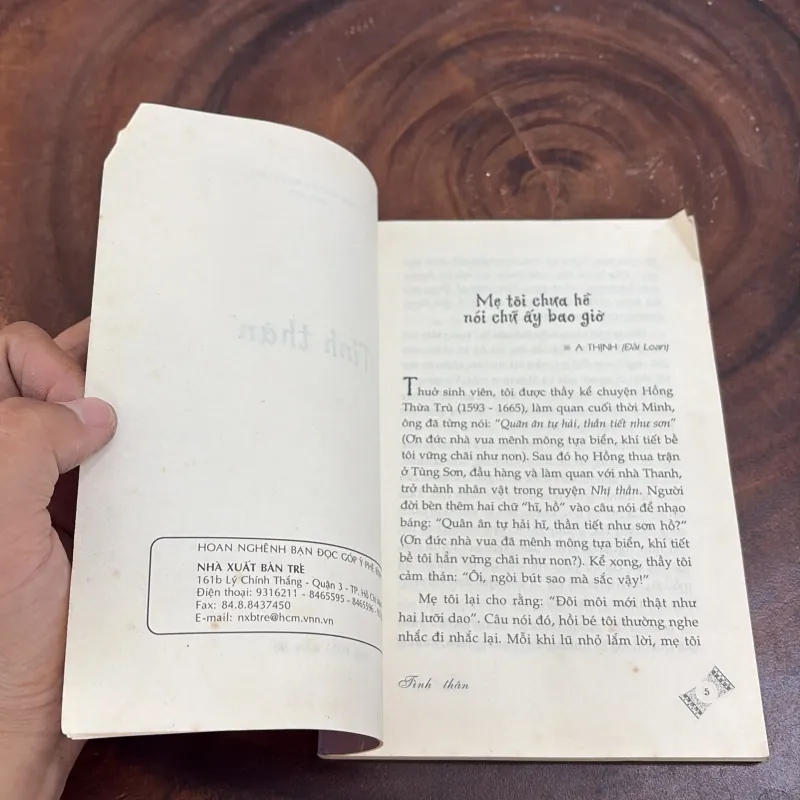 Tình thân
HOAN NGHÊNH BẠN ĐỌC GÓP Ý PHÊ
NHÀ XUẤT BẢN TRẺ
161b Lý Chính Thắng - Quận 3 - TP. Hồ Chí
Điện thoại: 9316211 - 8465595 - 8465596
Fax: 84.8.8437450
E-mail: nxbtre@hcm.vnn.vn
Mẹ tôi chưa hề
nói chữ ấy bao giờ
A THỊNH (Đài Loan)
Thuở sinh viên, tôi được thầy kể chuyện Hồng
Thừa Trù (1593 - 1665), làm quan cuối thời Minh,
ông đã từng nói: "Quân ân tự hải, thần tiết như sơn"
(Ơn đức nhà vua mênh mông tựa biển, khí tiết bề
tôi vững chãi như non). Sau đó họ Hồng thua trận
ở Tùng Sơn, đầu hàng và làm quan với nhà Thanh,
trở thành nhân vật trong truyện Nhị thần. Người
đời bèn thêm hai chữ "hĩ, hồ" vào câu nói để nhạo
báng: "Quân ân tự hải hĩ, thần tiết như sơn hồ?"
(Ơn đức nhà vua đã mênh mông tựa biển, khí tiết
bề tôi hẳn vững chãi như non?). Kể xong, thầy tôi
cảm thán: "Ôi, ngòi bút sao mà sắc vậy!"
Mẹ tôi lại cho rằng: "Đôi môi mới thật như
hai lưỡi dao". Câu nói đó, hồi bé tôi thường nghe
nhắc đi nhắc lại. Mỗi khi lũ nhỏ lắm lời, mẹ tôi
Tình thân
5